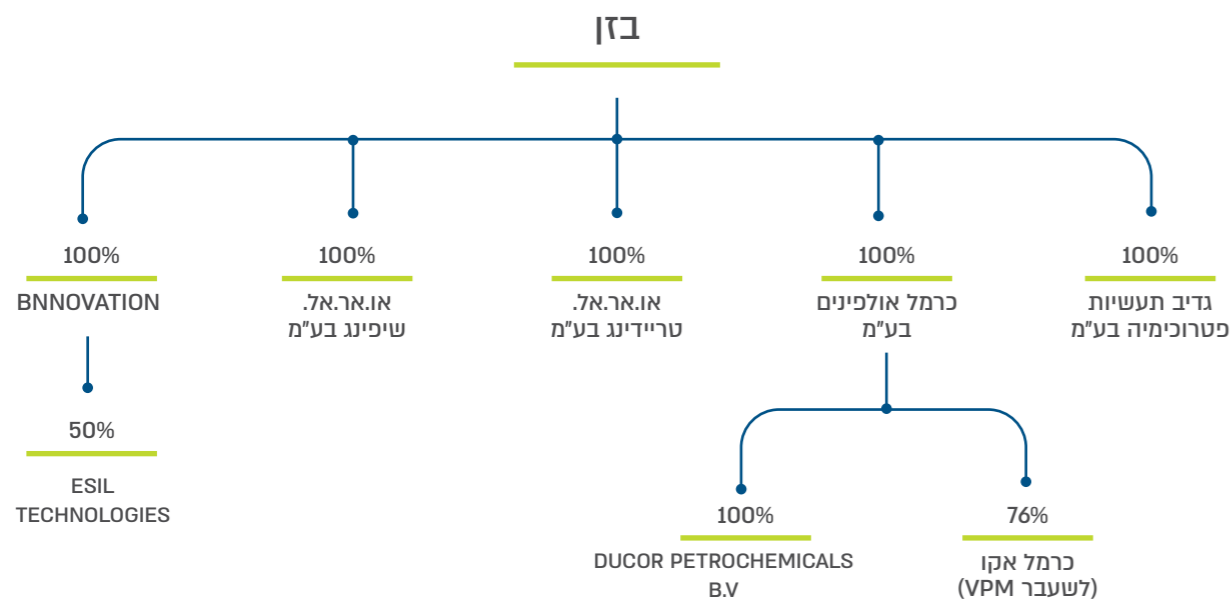 בזן
100%
גדיב תעשיות
פטרוכימיה בע"מ
100%
כרמל אולפינים
בע"מ
100%
או.אר.אל.
טריידינג בע"מ
100%
או.אר.אל.
שיפינג בע"מ
100%
BNNOVATION
76%
כרמל אקו
(לשעבר VPM)
100%
DUCOR PETROCHEMICALS
B.V
50%
ESIL
TECHNOLOGIES